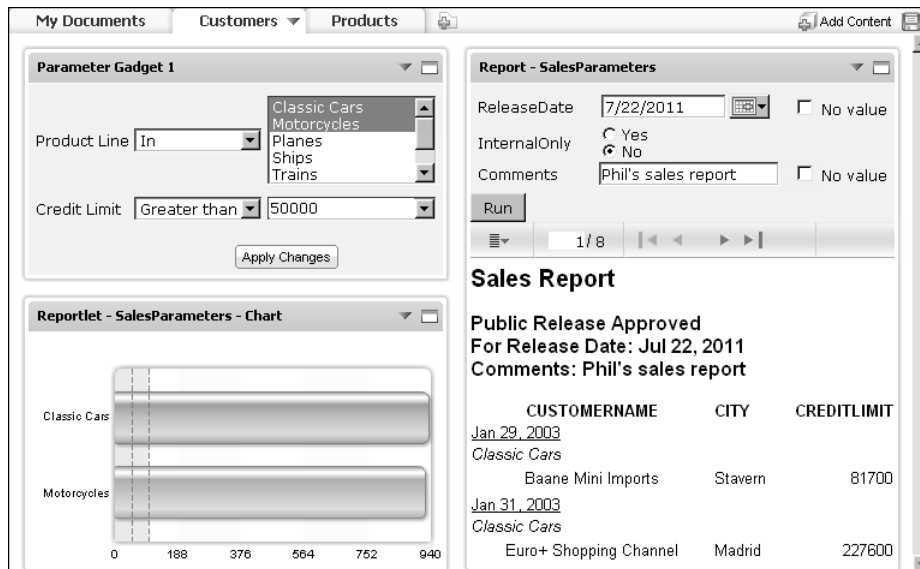 My Documents
Customers
Products
Add Content
Parameter Gadget 1
Product Line
In
Classic Cars
Motorcycles
Planes
Ships
Trains
Credit Limit
Greater than
50000
Apply Changes
Reportlet - SalesParameters - Chart
Classic Cars
Motorcycles
0 188 376 564 752 940
Report - SalesParameters
ReleaseDate
7/22/2011
No value
InternalOnly
Yes
No
Comments
Phil's sales report
No value
Run
1/ 8
Sales Report
Public Release Approved
For Release Date: Jul 22, 2011
Comments: Phil's sales report
CUSTOMERNAME CITY CREDITLIMIT
Jan 29, 2003
Classic Cars
Baane Mini Imports Stavern 81700
Jan 31, 2003
Classic Cars
Euro+ Shopping Channel Madrid 227600